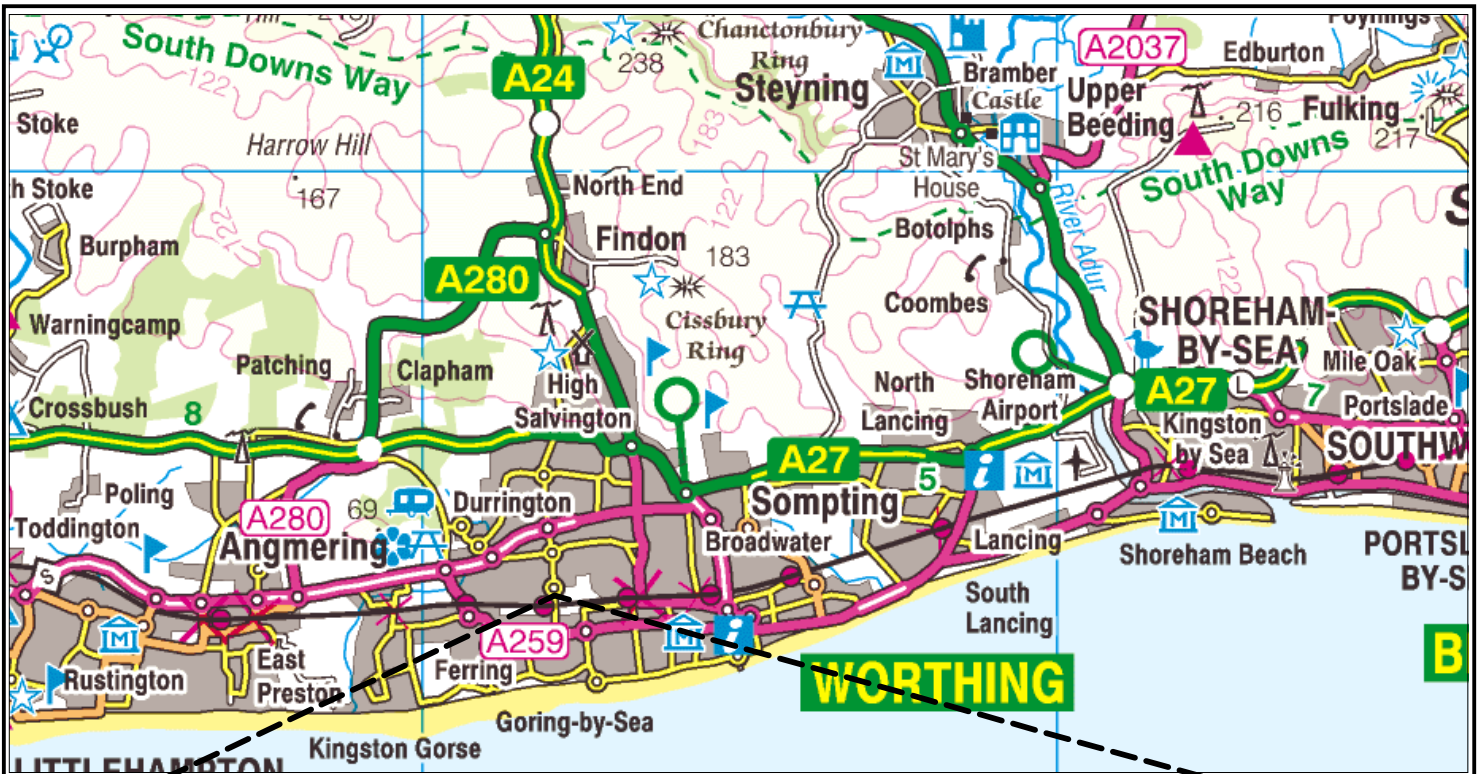 Hill
Chanctonbury
Ring
Poynings
South Downs Way
238
A2037
Edburton
A24
Steyning
Bramber
Castle
Upper
Beeding
216
Fulking
217
122
183
Stoke
Harrow Hill
St Mary's
House
South Downs
Way
h Stoke
167
North End
122
River Adur
Botolphs
S
Burpham
122
Findon
183
122
A280
Coombes
Warningcamp
Cissbury
Ring
SHOREHAM-
BY-SEA
Mile Oak
Patching
Clapham
High
Salvington
North
Lancing
Shoreham
Airport
A27
L
7
Portslade
Crossbush
8
Kingston
by Sea
SOUTHW
A27
5
i
M
Poling
69
Durrington
Sompting
Toddington
A280
Angmering
Broadwater
Lancing
Shoreham Beach
PORTSL
BY-S
S
South
Lancing
A259
East
Preston
Ferring
i
Rustington
WORTHING
B
Goring-by-Sea
Kingston Gorse
LITTLEHAMPTON